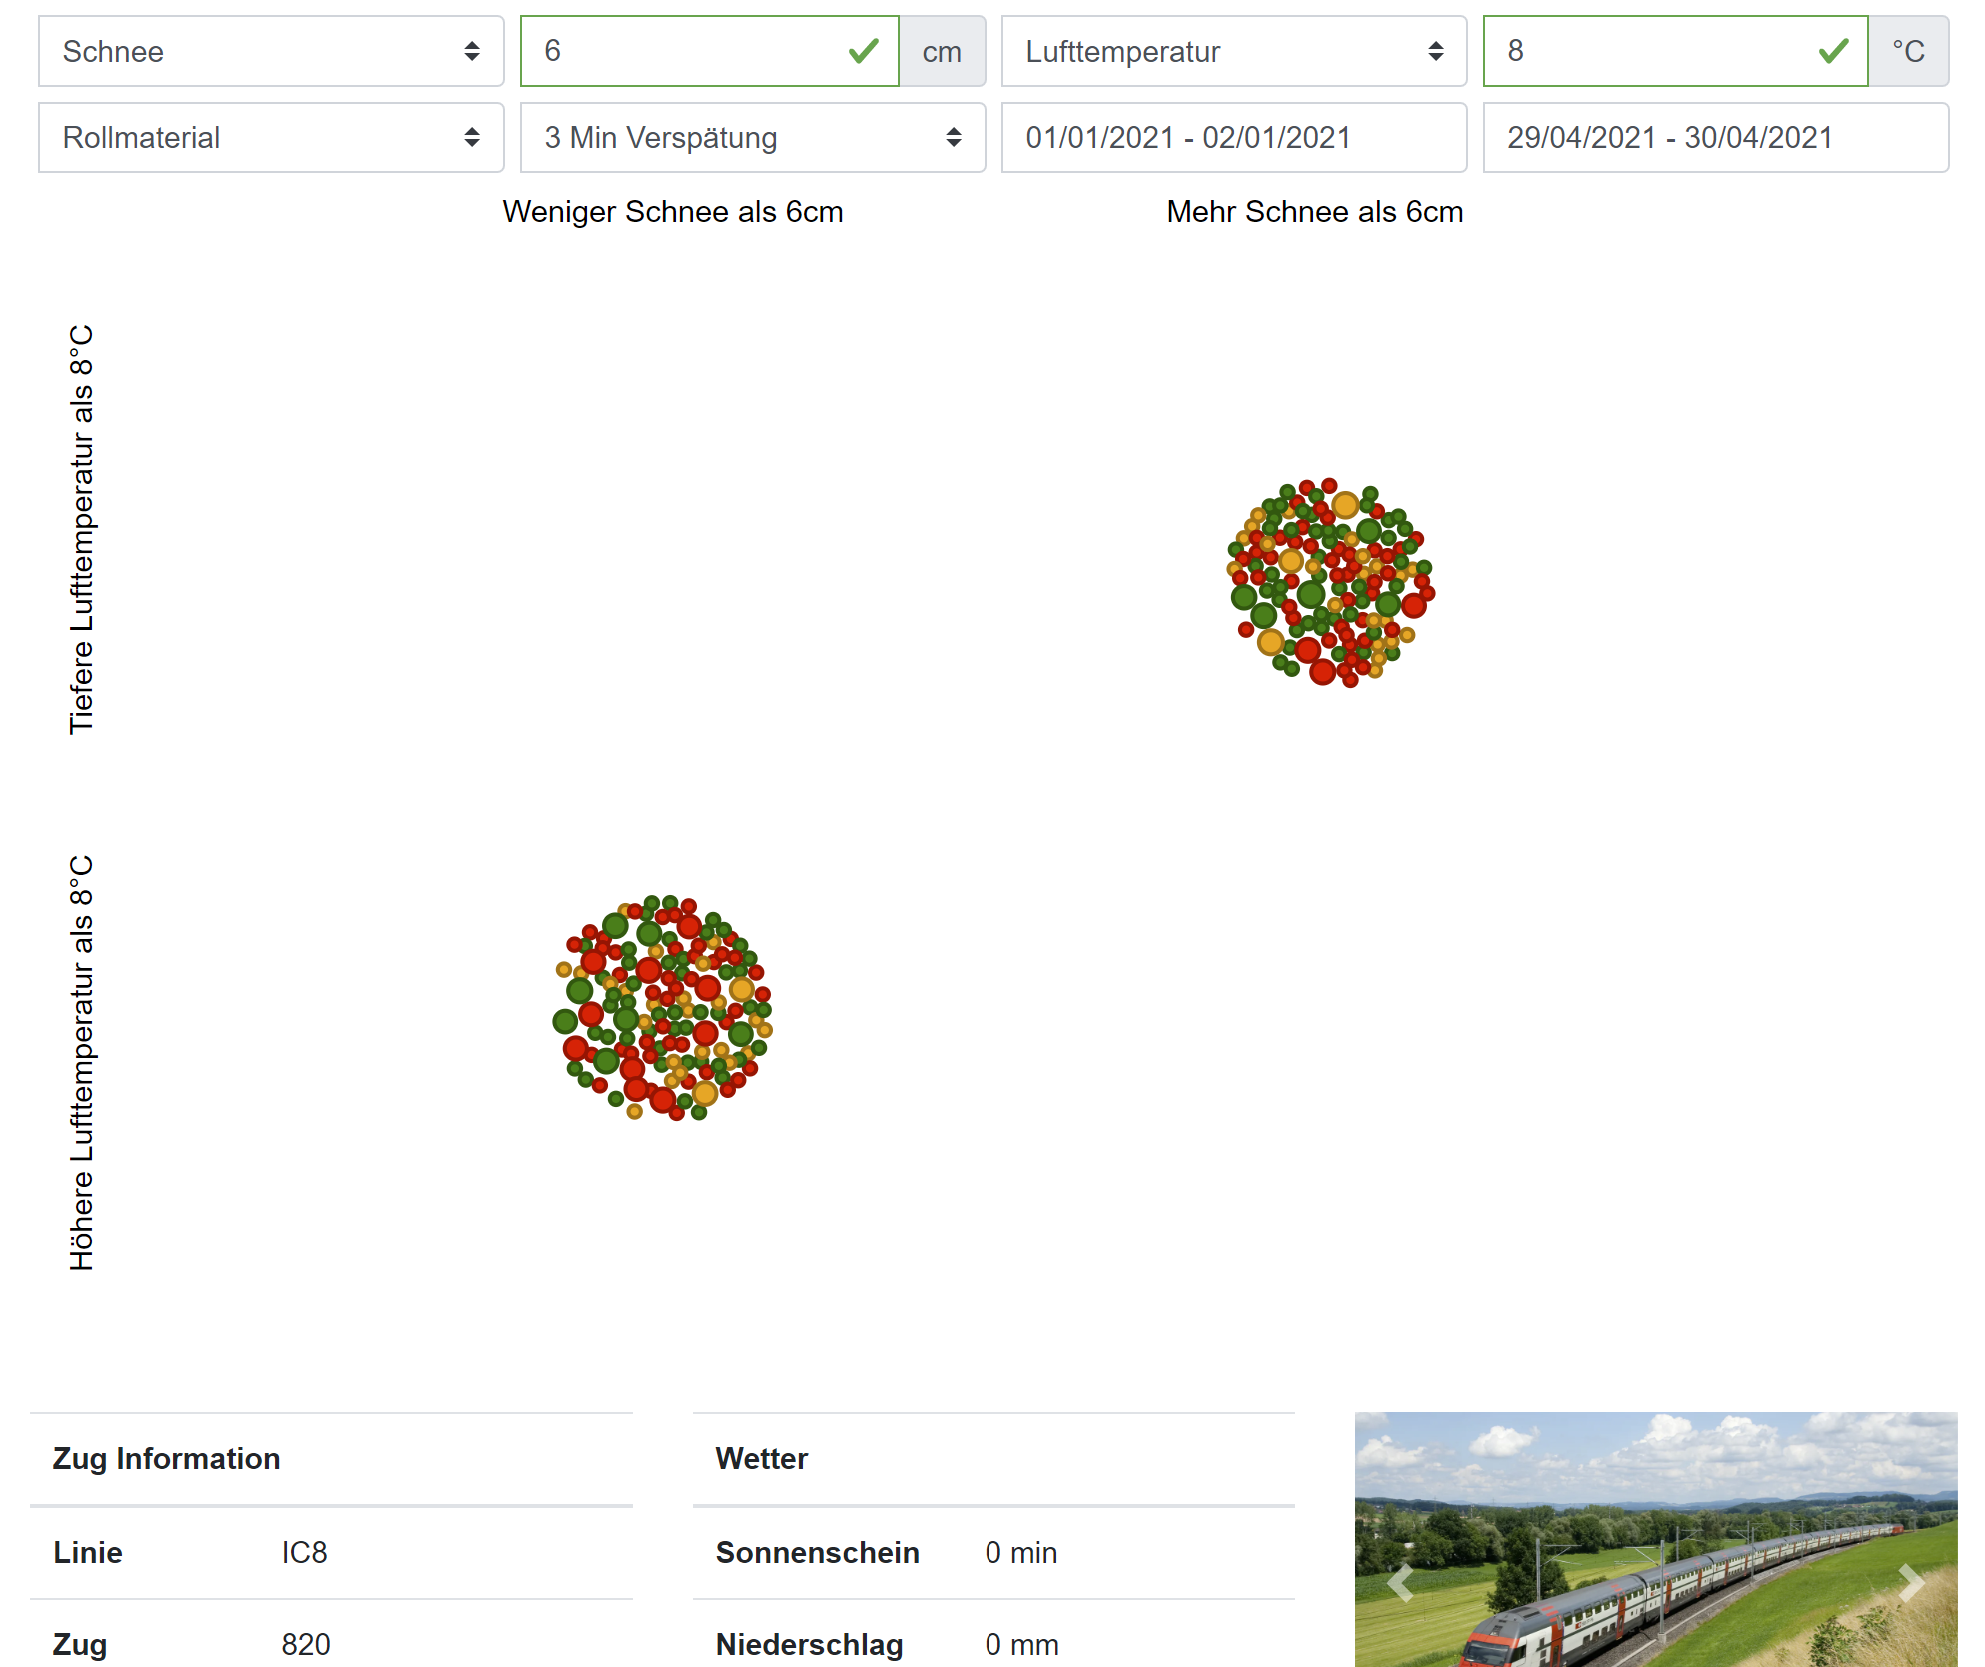 Schnee 6 cm Lufttemperatur 8 °C
Rollmaterial 3 Min Verspätung 01/01/2021 - 02/01/2021 29/04/2021 - 30/04/2021
Weniger Schnee als 6cm Mehr Schnee als 6cm
Tiefere Lufttemperatur als 8°C
Höhere Lufttemperatur als 8°C
Zug Information Wetter
Linie IC8 Sonnenschein 0 min
Zug 820 Niederschlag 0 mm